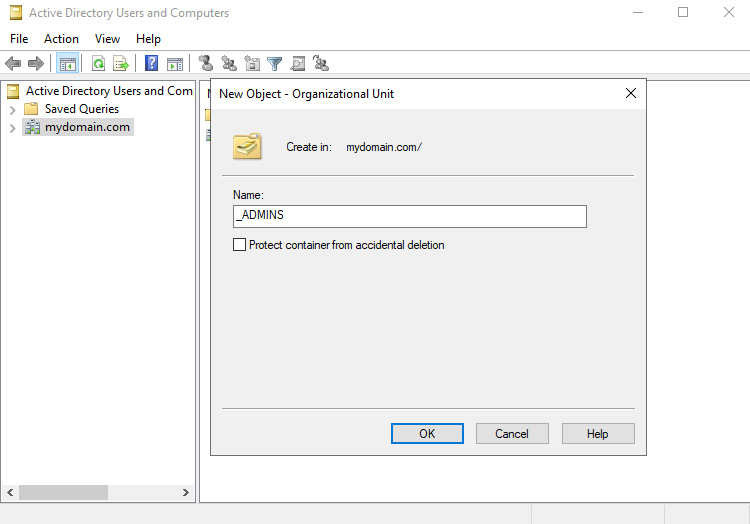 Active Directory Users and Computers
File Action View Help
Active Directory Users and Com
Saved Queries
mydomain.com
N
New Object - Organizational Unit
Create in: mydomain.com/
Name:
_ADMINS
Protect container from accidental deletion
OK Cancel Help